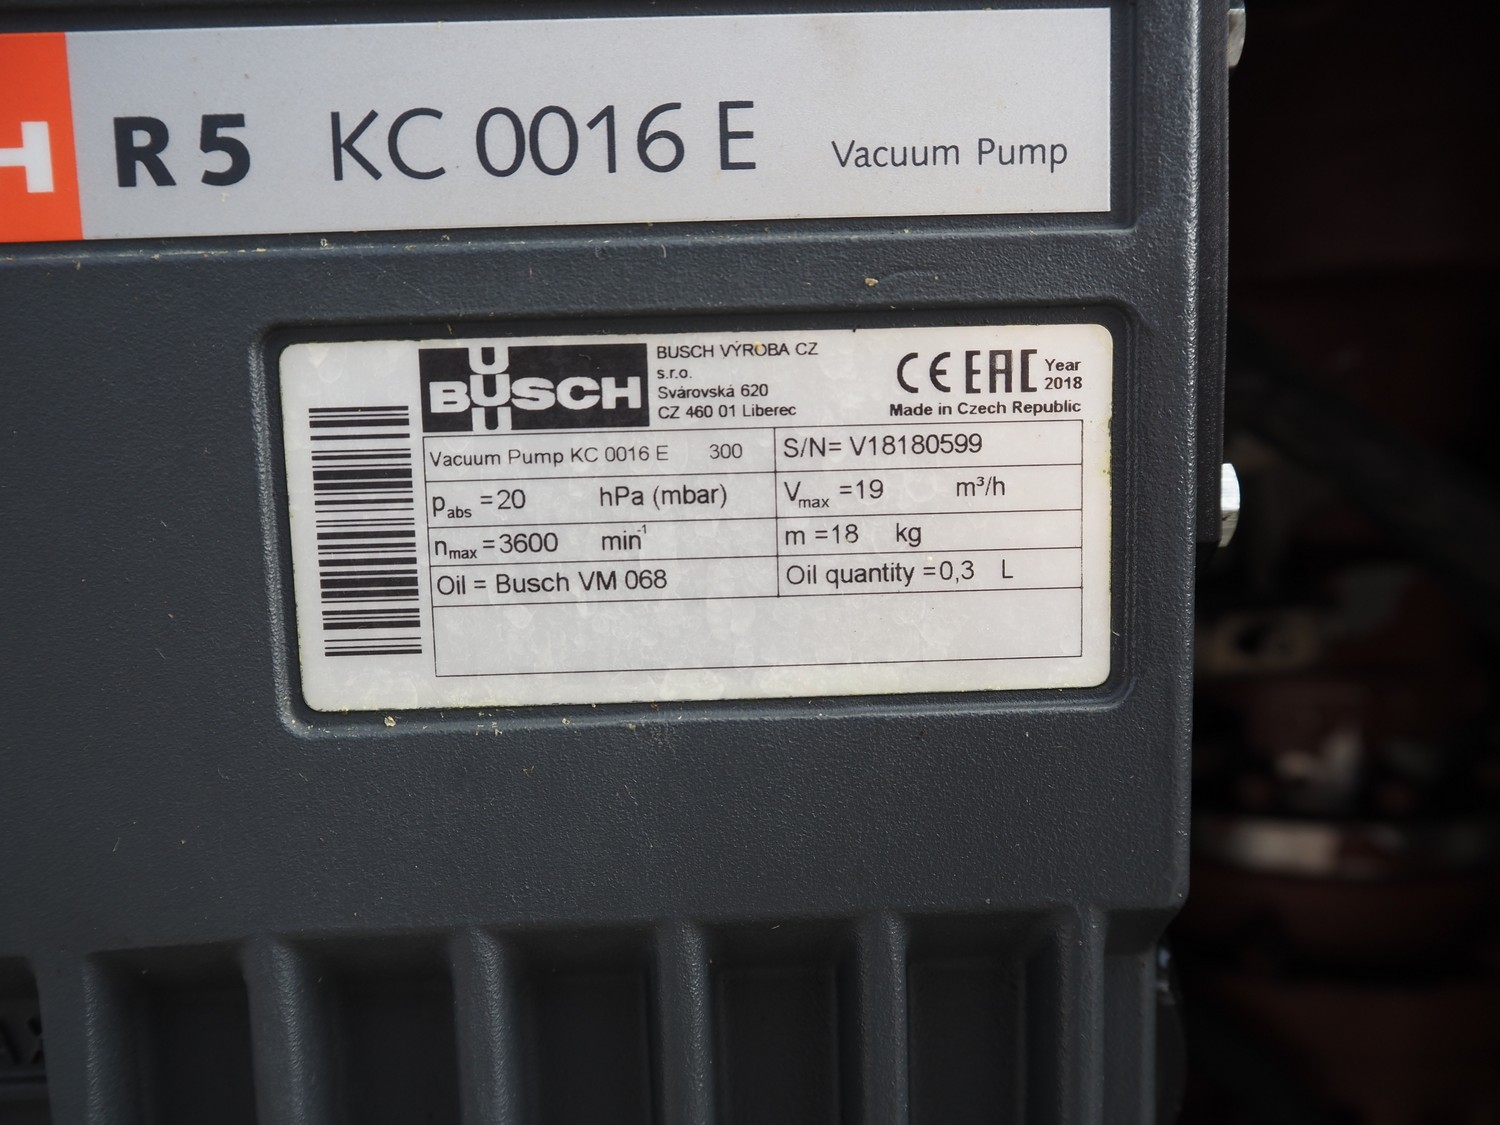 H R 5 KC 0016 E Vacuum Pump
BUSCH
BUSCH VÝROBA CZ
s.r.o.
Svárovská 620
CZ 460 01 Liberec
CE EAC Year
2018
Made in Czech Republic
Vacuum Pump KC 0016 E 300 S/N= V18180599
pabs =20 hPa (mbar) Vmax =19 m³/h
nmax =3600 min⁻¹ m =18 kg
Oil = Busch VM 068 Oil quantity =0,3 L